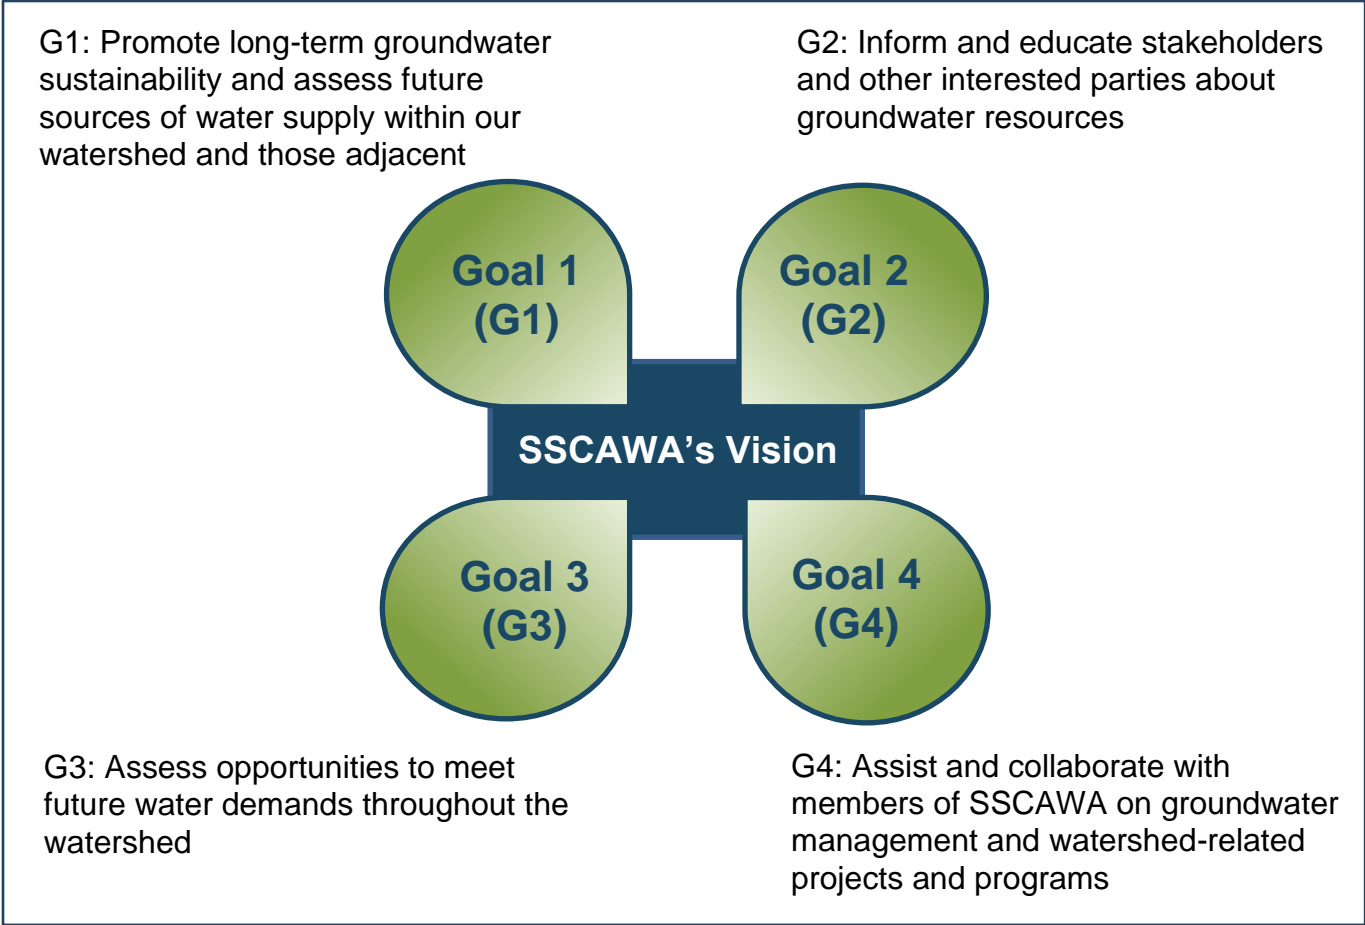 G1: Promote long-term groundwater
sustainability and assess future
sources of water supply within our
watershed and those adjacent
G2: Inform and educate stakeholders
and other interested parties about
groundwater resources
Goal 1
(G1)
Goal 2
(G2)
SSCAWA’s Vision
Goal 3
(G3)
Goal 4
(G4)
G3: Assess opportunities to meet
future water demands throughout the
watershed
G4: Assist and collaborate with
members of SSCAWA on groundwater
management and watershed-related
projects and programs